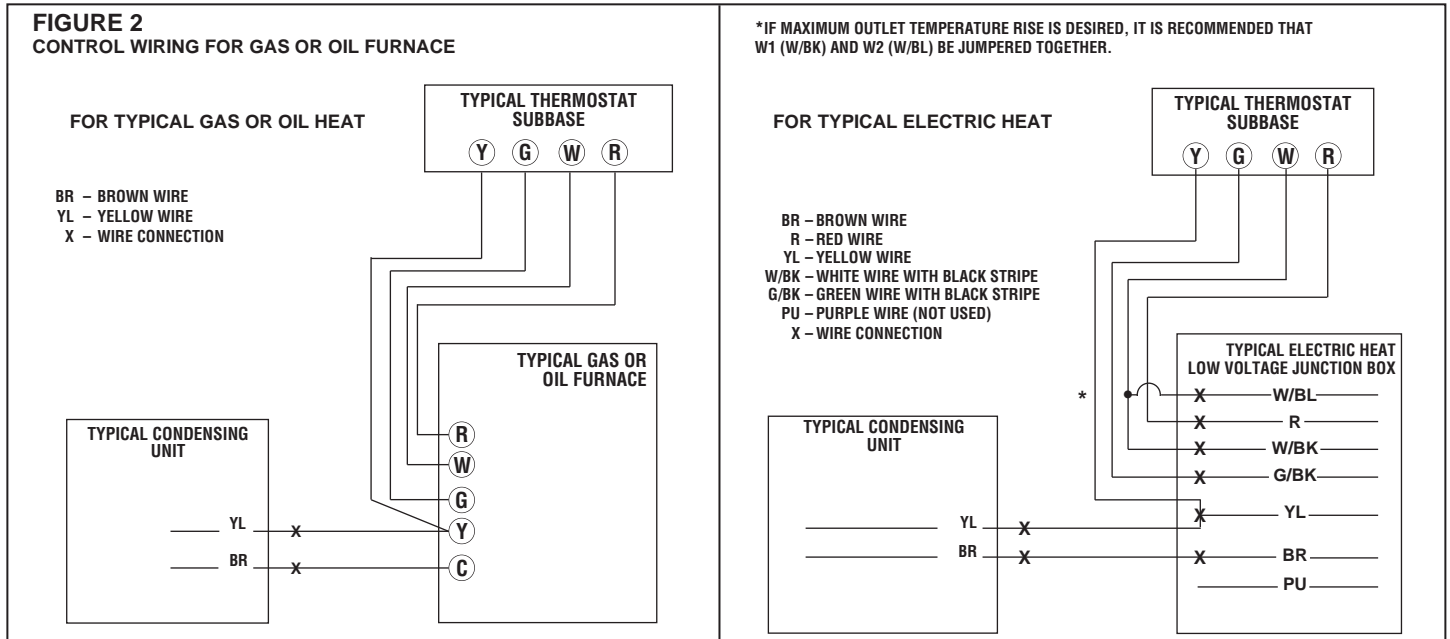 FIGURE 2
CONTROL WIRING FOR GAS OR OIL FURNACE
FOR TYPICAL GAS OR OIL HEAT
TYPICAL THERMOSTAT
SUBBASE
Y G W R
BR – BROWN WIRE
YL – YELLOW WIRE
X – WIRE CONNECTION
TYPICAL GAS OR
OIL FURNACE
R
W
G
Y
C
TYPICAL CONDENSING
UNIT
YL X
BR X
*IF MAXIMUM OUTLET TEMPERATURE RISE IS DESIRED, IT IS RECOMMENDED THAT
W1 (W/BK) AND W2 (W/BL) BE JUMPERED TOGETHER.
FOR TYPICAL ELECTRIC HEAT
TYPICAL THERMOSTAT
SUBBASE
Y G W R
BR – BROWN WIRE
R – RED WIRE
YL – YELLOW WIRE
W/BK – WHITE WIRE WITH BLACK STRIPE
G/BK – GREEN WIRE WITH BLACK STRIPE
PU – PURPLE WIRE (NOT USED)
X – WIRE CONNECTION
TYPICAL ELECTRIC HEAT
LOW VOLTAGE JUNCTION BOX
* X W/BL
X R
X W/BK
X G/BK
X YL
X BR
PU
TYPICAL CONDENSING
UNIT
YL X
BR X